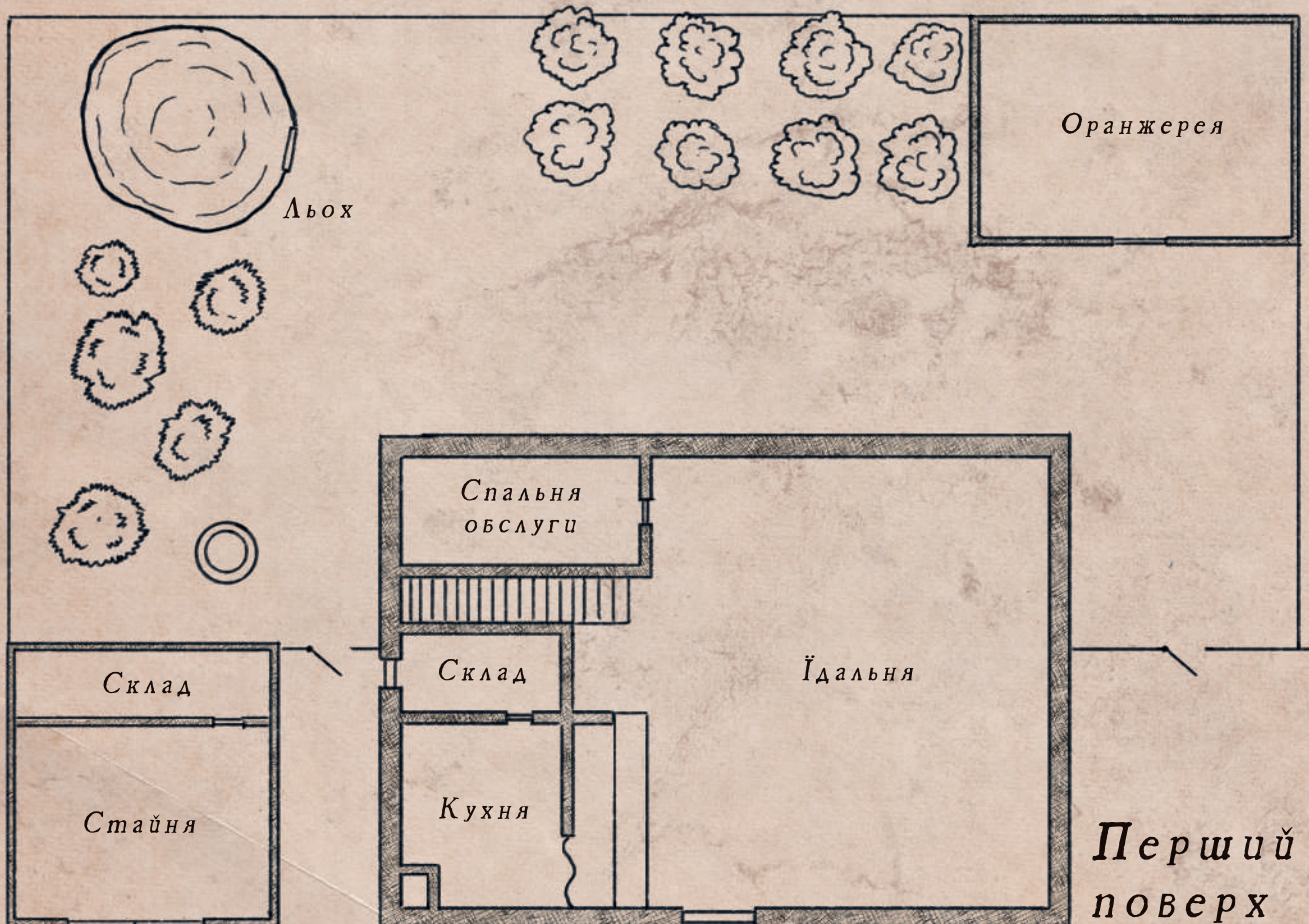 Оранжерея
Льох
Спальня
обслуги
Склад
Склад
Їдальня
Кухня
Стайня
Перший
поверх